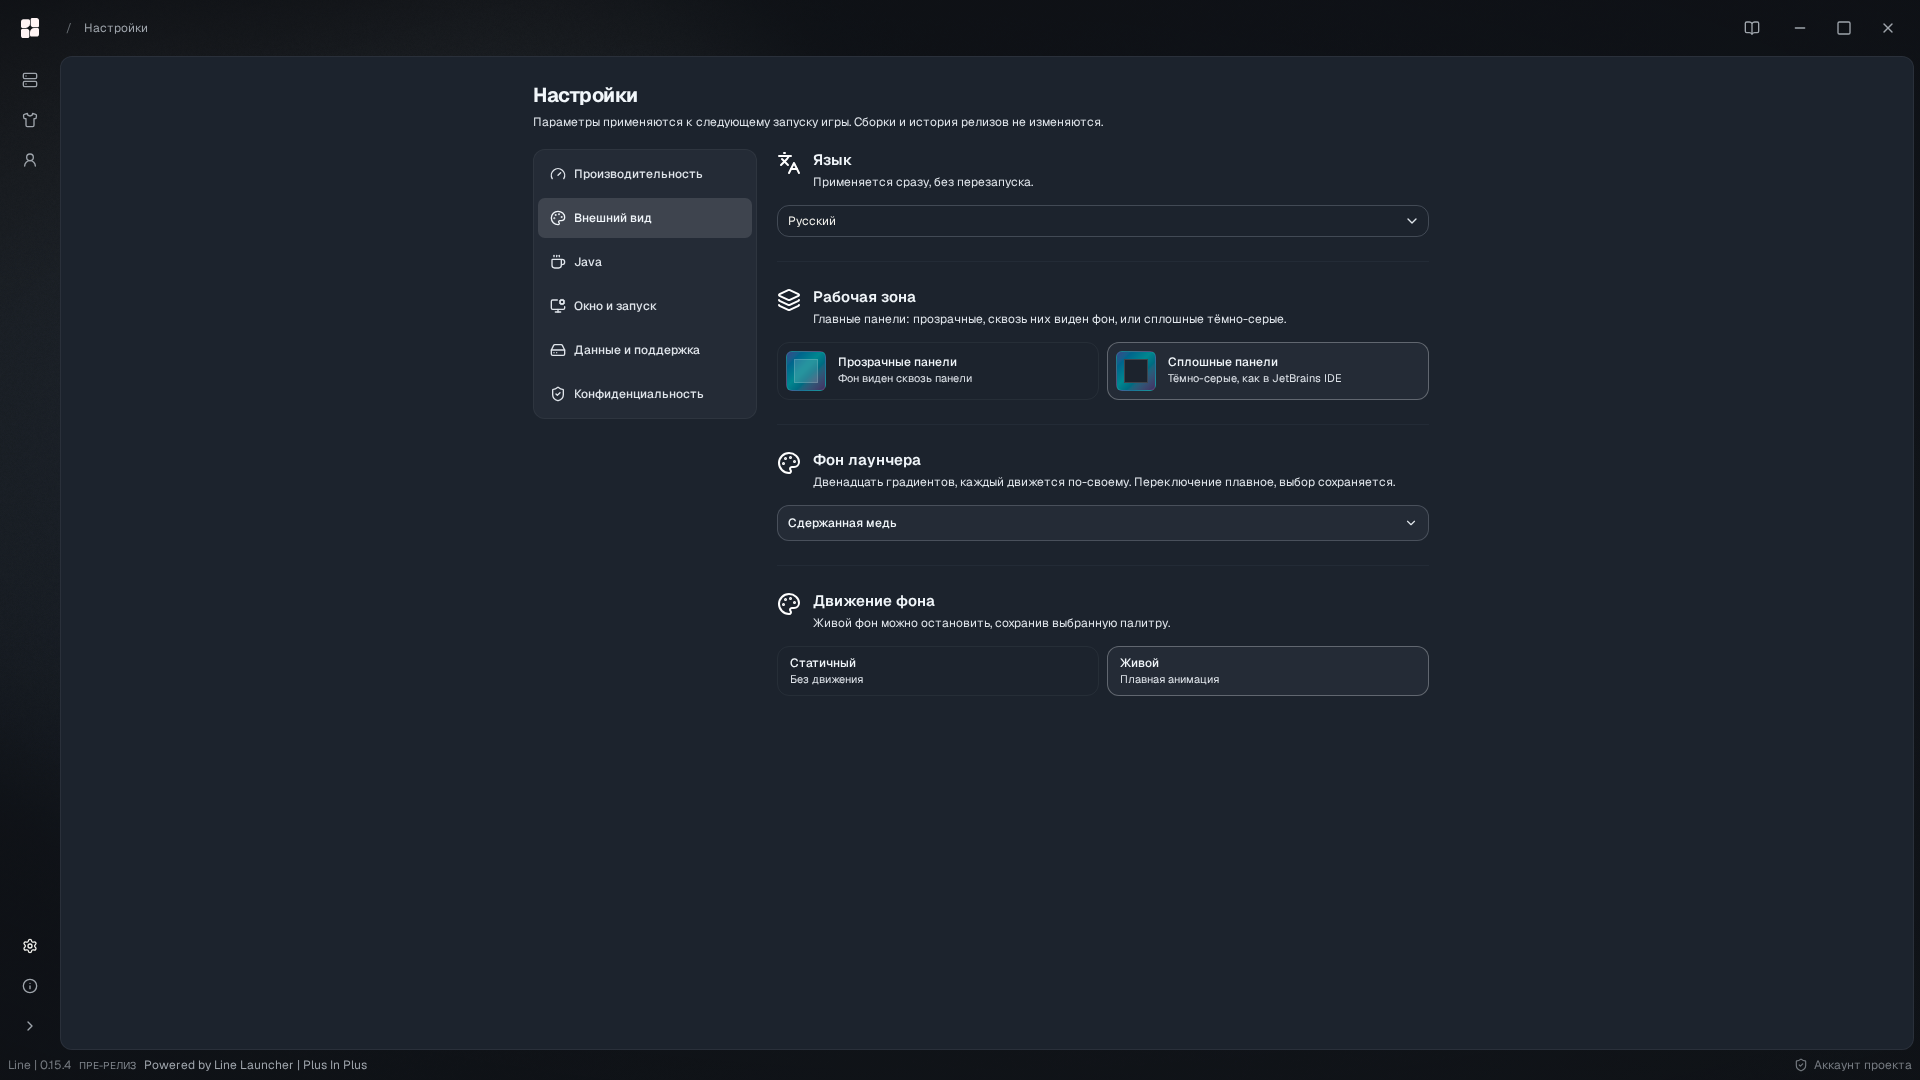 / Настройки
Настройки
Параметры применяются к следующему запуску игры. Сборки и история релизов не изменяются.
Производительность
Внешний вид
Java
Окно и запуск
Данные и поддержка
Конфиденциальность
Язык
Применяется сразу, без перезапуска.
Русский
Рабочая зона
Главные панели: прозрачные, сквозь них виден фон, или сплошные тёмно-серые.
Прозрачные панели
Фон виден сквозь панели
Сплошные панели
Тёмно-серые, как в JetBrains IDE
Фон лаунчера
Двенадцать градиентов, каждый движется по-своему. Переключение плавное, выбор сохраняется.
Сдержанная медь
Движение фона
Живой фон можно остановить, сохранив выбранную палитру.
Статичный
Без движения
Живой
Плавная анимация
Line | 0.15.4 ПРЕ-РЕЛИЗ Powered by Line Launcher | Plus In Plus
Аккаунт проекта